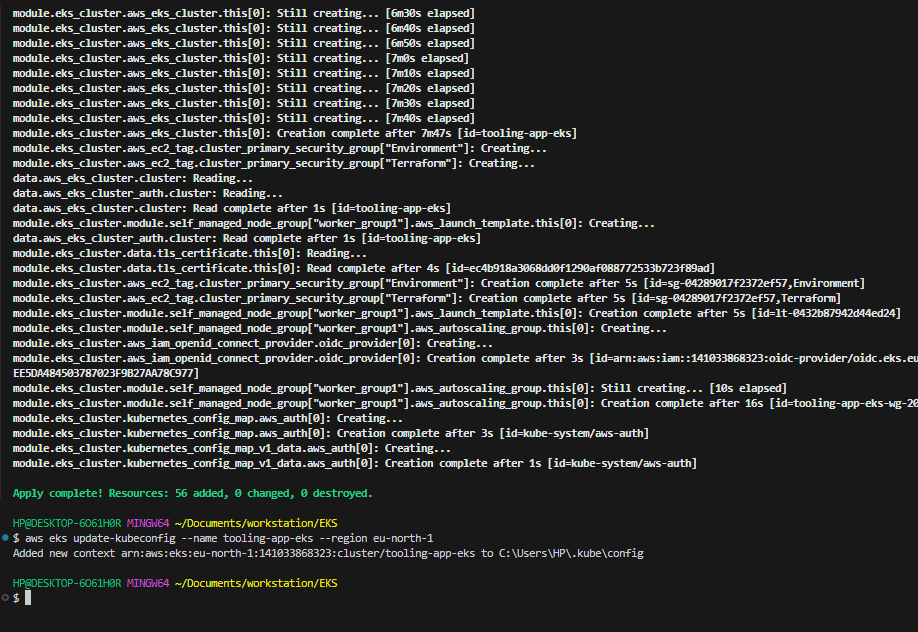 module.eks_cluster.aws_eks_cluster.this[0]: Still creating... [6m30s elapsed]
module.eks_cluster.aws_eks_cluster.this[0]: Still creating... [6m40s elapsed]
module.eks_cluster.aws_eks_cluster.this[0]: Still creating... [6m50s elapsed]
module.eks_cluster.aws_eks_cluster.this[0]: Still creating... [7m0s elapsed]
module.eks_cluster.aws_eks_cluster.this[0]: Still creating... [7m10s elapsed]
module.eks_cluster.aws_eks_cluster.this[0]: Still creating... [7m20s elapsed]
module.eks_cluster.aws_eks_cluster.this[0]: Still creating... [7m30s elapsed]
module.eks_cluster.aws_eks_cluster.this[0]: Still creating... [7m40s elapsed]
module.eks_cluster.aws_eks_cluster.this[0]: Creation complete after 7m47s [id=tooling-app-eks]
module.eks_cluster.aws_ec2_tag.cluster_primary_security_group["Environment"]: Creating...
module.eks_cluster.aws_ec2_tag.cluster_primary_security_group["Terraform"]: Creating...
data.aws_eks_cluster.cluster: Reading...
data.aws_eks_cluster_auth.cluster: Reading...
data.aws_eks_cluster.cluster: Read complete after 1s [id=tooling-app-eks]
module.eks_cluster.module.self_managed_node_group["worker_group1"].aws_launch_template.this[0]: Creating...
data.aws_eks_cluster_auth.cluster: Read complete after 1s [id=tooling-app-eks]
module.eks_cluster.data.tls_certificate.this[0]: Reading...
module.eks_cluster.data.tls_certificate.this[0]: Read complete after 4s [id=ec4b918a3068dd0f1290af088772533b723f89ad]
module.eks_cluster.aws_ec2_tag.cluster_primary_security_group["Environment"]: Creation complete after 5s [id=sg-04289017f2372ef57,Environment]
module.eks_cluster.aws_ec2_tag.cluster_primary_security_group["Terraform"]: Creation complete after 5s [id=sg-04289017f2372ef57,Terraform]
module.eks_cluster.module.self_managed_node_group["worker_group1"].aws_launch_template.this[0]: Creation complete after 5s [id=lt-0432b87942d44ed24]
module.eks_cluster.module.self_managed_node_group["worker_group1"].aws_autoscaling_group.this[0]: Creating...
module.eks_cluster.aws_iam_openid_connect_provider.oidc_provider[0]: Creating...
module.eks_cluster.aws_iam_openid_connect_provider.oidc_provider[0]: Creation complete after 3s [id=arn:aws:iam::141033868323:oidc-provider/oidc.eks.eu
EE5DA484503787023F9B27AA78C977]
module.eks_cluster.module.self_managed_node_group["worker_group1"].aws_autoscaling_group.this[0]: Still creating... [10s elapsed]
module.eks_cluster.module.self_managed_node_group["worker_group1"].aws_autoscaling_group.this[0]: Creation complete after 16s [id=tooling-app-eks-wg-20
module.eks_cluster.kubernetes_config_map.aws_auth[0]: Creating...
module.eks_cluster.kubernetes_config_map.aws_auth[0]: Creation complete after 3s [id=kube-system/aws-auth]
module.eks_cluster.kubernetes_config_map_v1_data.aws_auth[0]: Creating...
module.eks_cluster.kubernetes_config_map_v1_data.aws_auth[0]: Creation complete after 1s [id=kube-system/aws-auth]
Apply complete! Resources: 56 added, 0 changed, 0 destroyed.
HP@DESKTOP-6O61H0R MINGW64 ~/Documents/workstation/EKS
$ aws eks update-kubeconfig --name tooling-app-eks --region eu-north-1
Added new context arn:aws:eks:eu-north-1:141033868323:cluster/tooling-app-eks to C:\Users\HP\.kube\config
HP@DESKTOP-6O61H0R MINGW64 ~/Documents/workstation/EKS
$